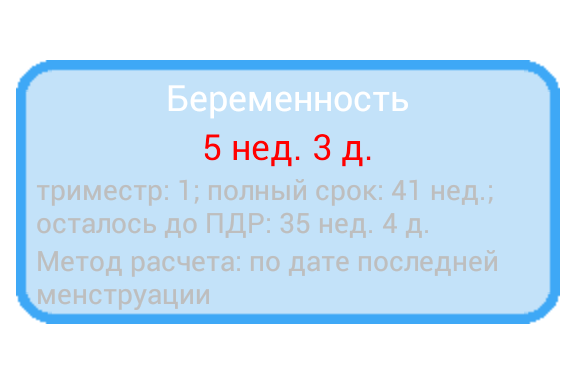 Беременность
5 нед. 3 д.
триместр: 1; полный срок: 41 нед.;
осталось до ПДР: 35 нед. 4 д.
Метод расчета: по дате последней
менструации